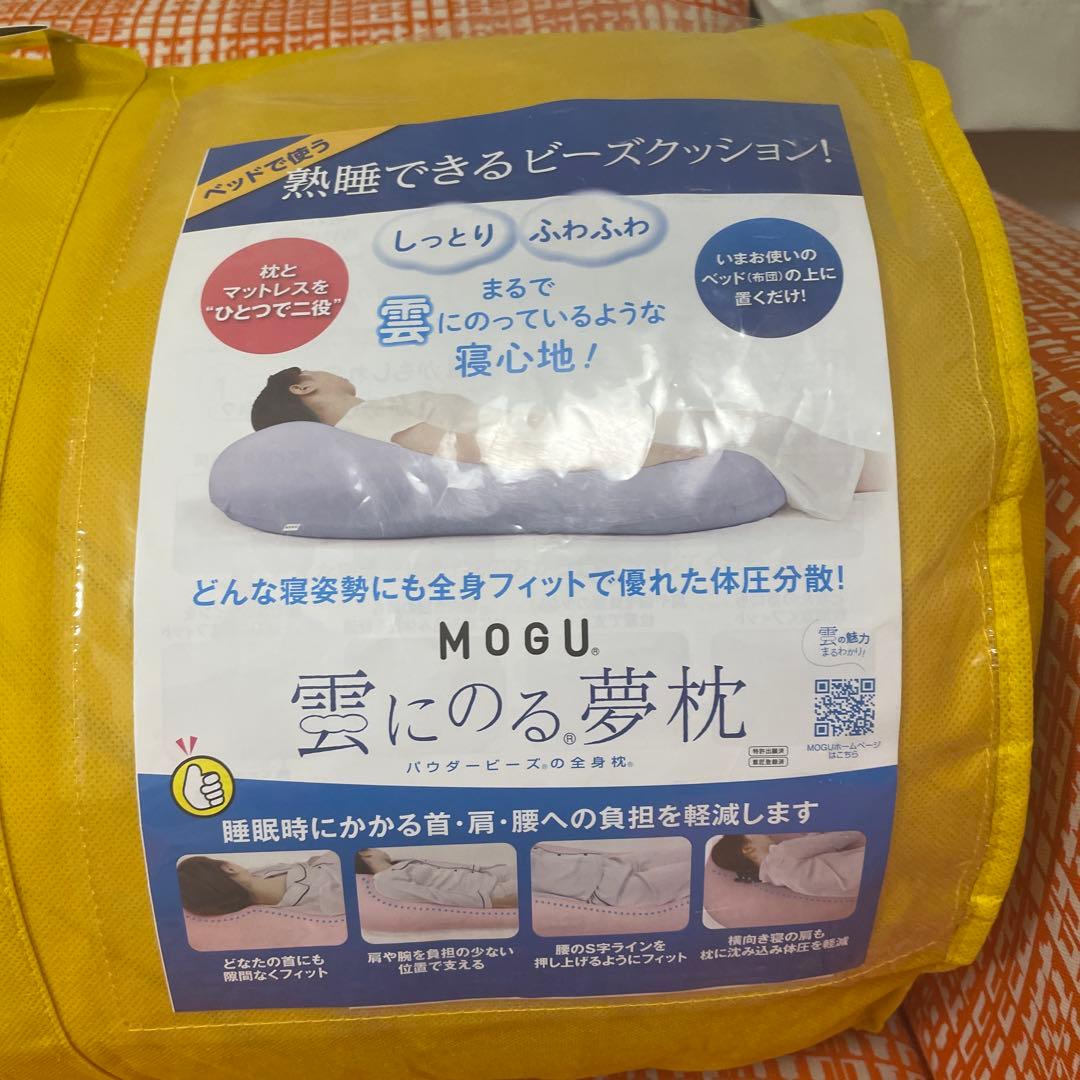 ベッドで使う
熟睡できるビーズクッション!
しっとり
ふわふわ
枕と
マットレスを
“ひとつで二役”
まるで
雲にのっているような
寝心地!
いまお使いの
ベッド(布団)の上に
置くだけ!
どんな寝姿勢にも全身フィットで優れた体圧分散!
MOGU®
雲にのる®夢枕
パウダービーズ®の全身枕®
雲の魅力
まるわかり!
MOGUホームページ
はこちら
特許出願済
意匠登録済
睡眠時にかかる首・肩・腰への負担を軽減します
どなたの首にも
隙間なくフィット
肩や腕を負担の少ない
位置で支える
腰のS字ラインを
押し上げるようにフィット
横向き寝の肩も
枕に沈み込み体圧を軽減